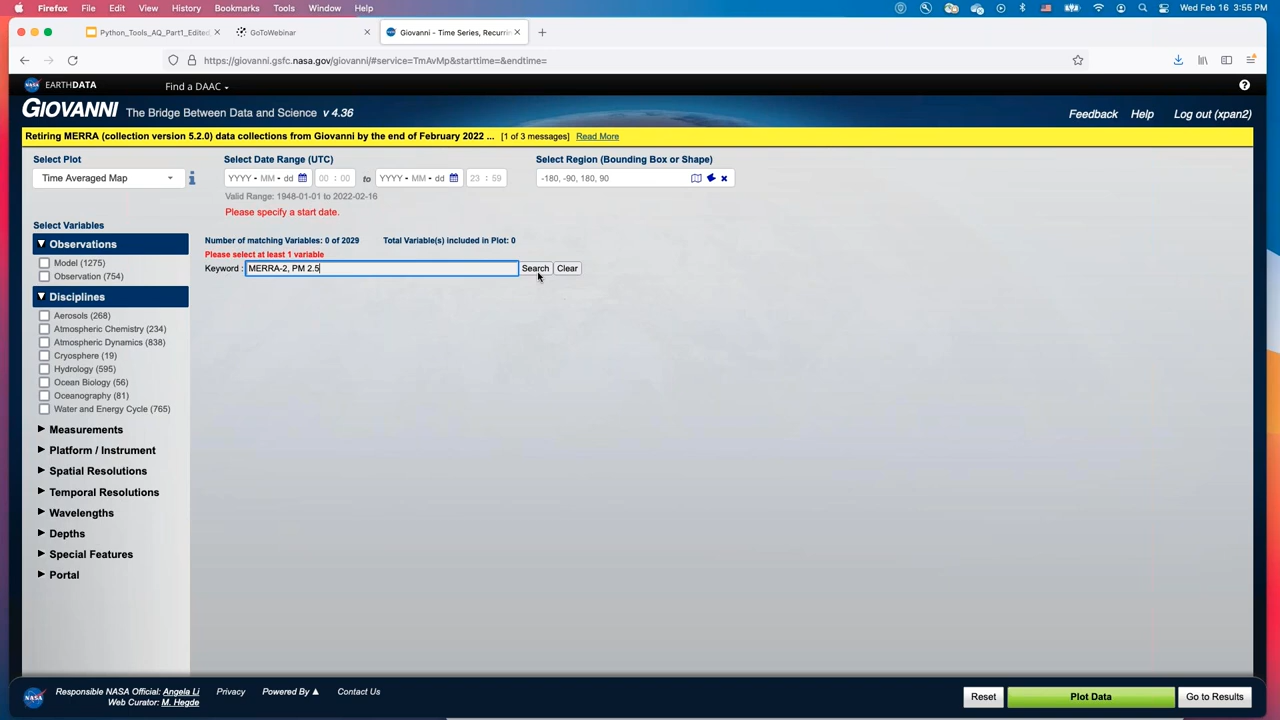 Firefox File Edit View History Bookmarks Tools Window Help Wed Feb 16 3:55 PM
Python_Tools_AQ_Part1_Edited × GoToWebinar × Giovanni - Time Series, Recurrin × +
https://giovanni.gsfc.nasa.gov/giovanni/#service=TmAvMp&starttime=&endtime=
NASA EARTHDATA Find a DAAC ?
GIOVANNI The Bridge Between Data and Science v 4.36 Feedback Help Log out (xpan2)
Retiring MERRA (collection version 5.2.0) data collections from Giovanni by the end of February 2022 ... [1 of 3 messages] Read More
Select Plot Select Date Range (UTC) Select Region (Bounding Box or Shape)
Time Averaged Map i YYYY - MM - dd 00 : 00 to YYYY - MM - dd 23 : 59 -180, -90, 180, 90
Valid Range: 1948-01-01 to 2022-02-16
Please specify a start date.
Select Variables
Number of matching Variables: 0 of 2029 Total Variable(s) included in Plot: 0
Please select at least 1 variable
Keyword : MERRA-2, PM 2.5 Search Clear
Observations
Model (1275)
Observation (754)
Disciplines
Aerosols (268)
Atmospheric Chemistry (234)
Atmospheric Dynamics (838)
Cryosphere (19)
Hydrology (595)
Ocean Biology (56)
Oceanography (81)
Water and Energy Cycle (765)
Measurements
Platform / Instrument
Spatial Resolutions
Temporal Resolutions
Wavelengths
Depths
Special Features
Portal
NASA Responsible NASA Official: Angela Li Privacy Powered By ▲ Contact Us
Web Curator: M. Hegde
Reset Plot Data Go to Results